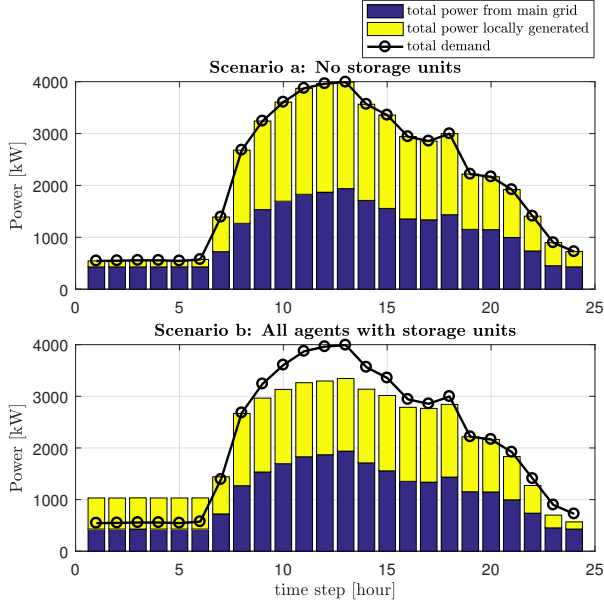 total power from main grid
total power locally generated
total demand
Scenario a: No storage units
4000
3000
2000
1000
0
Power [kW]
0 5 10 15 20 25
Scenario b: All agents with storage units
4000
3000
2000
1000
0
Power [kW]
0 5 10 15 20 25
time step [hour]